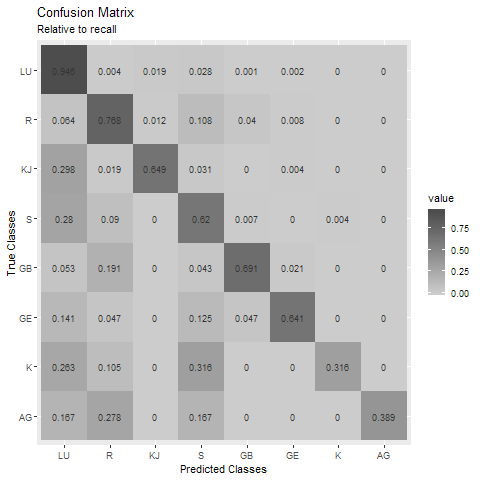 Confusion Matrix
Relative to recall
LU 0.946 0.004 0.019 0.028 0.001 0.002 0 0
R 0.064 0.768 0.012 0.108 0.04 0.008 0 0
KJ 0.298 0.019 0.649 0.031 0 0.004 0 0
S 0.28 0.09 0 0.62 0.007 0 0.004 0
GB 0.053 0.191 0 0.043 0.691 0.021 0 0
GE 0.141 0.047 0 0.125 0.047 0.641 0 0
K 0.263 0.105 0 0.316 0 0 0.316 0
AG 0.167 0.278 0 0.167 0 0 0 0.389
LU R KJ S GB GE K AG
Predicted Classes
True Classes
value
0.75
0.50
0.25
0.00